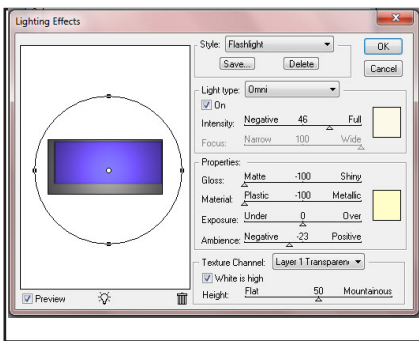 Lighting Effects
Style: Flashlight
OK
Save... Delete
Cancel
Light type: Omni
On
Intensity: Negative 46 Full
Focus: Narrow 100 Wide
Properties:
Gloss: Matte -100 Shiny
Material: Plastic -100 Metallic
Exposure: Under 0 Over
Ambience: Negative -23 Positive
Texture Channel: Layer 1 Transparen
White is high
Height: Flat 50 Mountainous
Preview